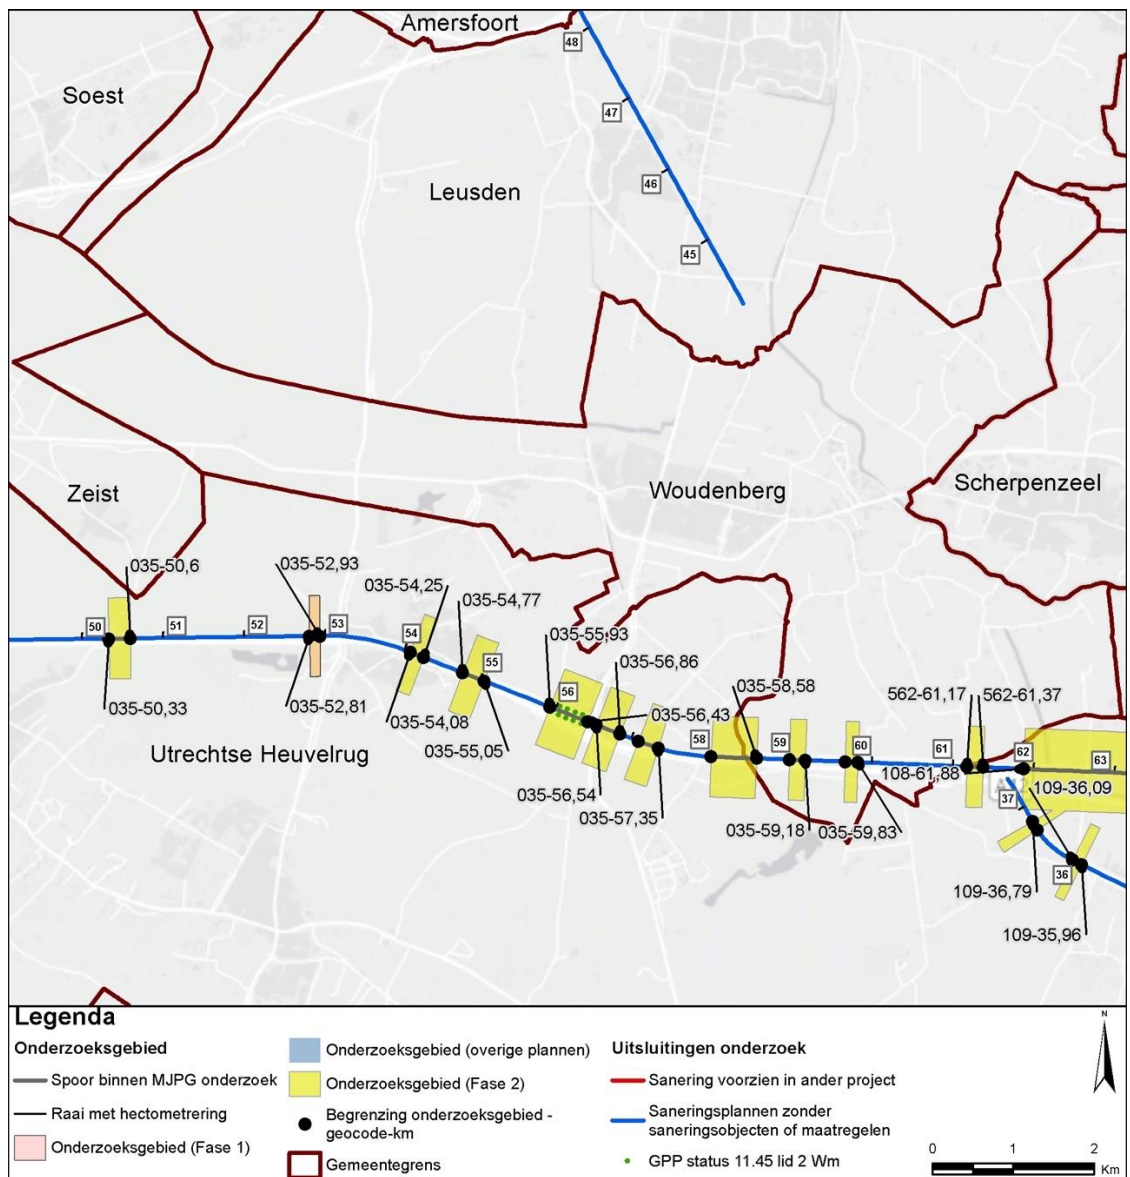 Amersfoort
48
Soest
47
Leusden
46
45
Zeist
Woudenberg
Scherpenzeel
035-50,6
035-52,93
035-54,25
035-54,77
50
51
52
53
54
55
035-55,93
56
035-56,86
035-58,58
562-61,17
562-61,37
035-50,33
035-52,81
035-54,08
035-55,05
035-56,43
58
59
60
61
62
63
Utrechtse Heuvelrug
108-61,88
109-36,09
37
035-56,54
035-57,35
035-59,18
035-59,83
36
109-36,79
109-35,96
Legenda
Onderzoeksgebied
Spoor binnen MJPG onderzoek
Raai met hectometrering
Onderzoeksgebied (Fase 1)
Onderzoeksgebied (overige plannen)
Onderzoeksgebied (Fase 2)
Begrenzing onderzoeksgebied -
geocode-km
Gemeentegrens
Uitsluitingen onderzoek
Sanering voorzien in ander project
Saneringsplannen zonder
saneringsobjecten of maatregelen
GPP status 11.45 lid 2 Wm
N
0 1 2
Km